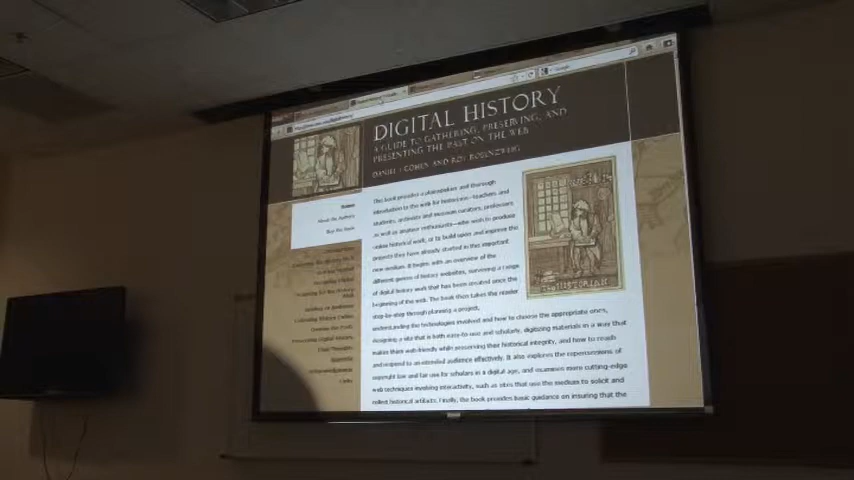 DIGITAL HISTORY
A GUIDE TO GATHERING, PRESERVING, AND
PRESENTING THE PAST ON THE WEB
DANIEL J. COHEN AND ROY ROSENZWEIG
About the Authors
Buy the Book
This book provides a plainspoken and thorough
introduction to the web for historians—teachers and
students, archivists and museum curators, professors
as well as amateur enthusiasts—who wish to produce
online historical work, or to build upon and improve the
projects they have already started in this important
new medium. It begins with an overview of the
different genres of history websites, surveying a range
of digital history work that has been created since the
beginning of the web. The book then takes the reader
step-by-step through planning a project,
understanding the technologies involved and how to choose the appropriate ones,
designing a site that is both easy-to-use and scholarly, digitizing materials in a way that
makes them web-friendly while preserving their historical integrity, and how to reach
and respond to an intended audience effectively. It also explores the repercussions of
copyright law and fair use for scholars in a digital age, and examines more cutting-edge
web techniques involving interactivity, such as sites that use the medium to solicit and
collect historical artifacts. Finally, the book provides basic guidance on insuring that the
The HISTORIAN